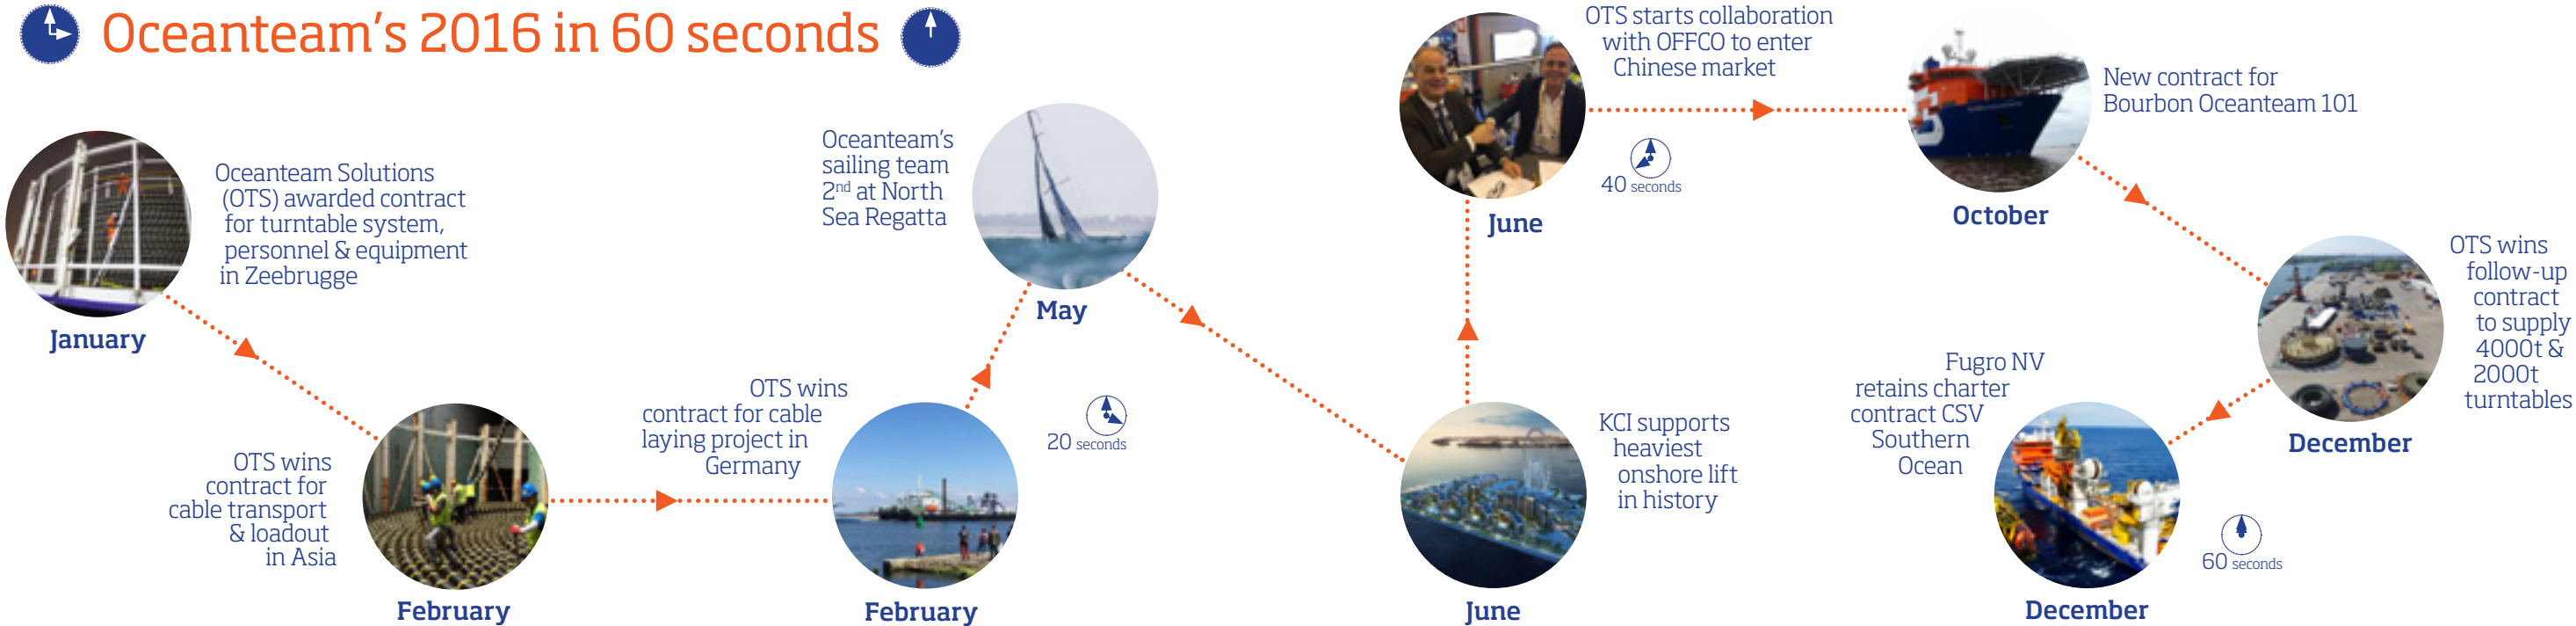 Oceanteam's 2016 in 60 seconds
Oceanteam Solutions
(OTS) awarded contract
for turntable system,
personnel & equipment
in Zeebrugge
January
OTS wins
contract for
cable transport
& loadout
in Asia
February
OTS wins
contract for cable
laying project in
Germany
February
Oceanteam's
sailing team
2nd at North
Sea Regatta
May
20 seconds
KCI supports
heaviest
onshore lift
in history
June
OTS starts collaboration
with OFFCO to enter
Chinese market
June
40 seconds
New contract for
Bourbon Oceanteam 101
October
OTS wins
follow-up
contract
to supply
4000t &
2000t
turntables
December
Fugro NV
retains charter
contract CSV
Southern
Ocean
December
60 seconds